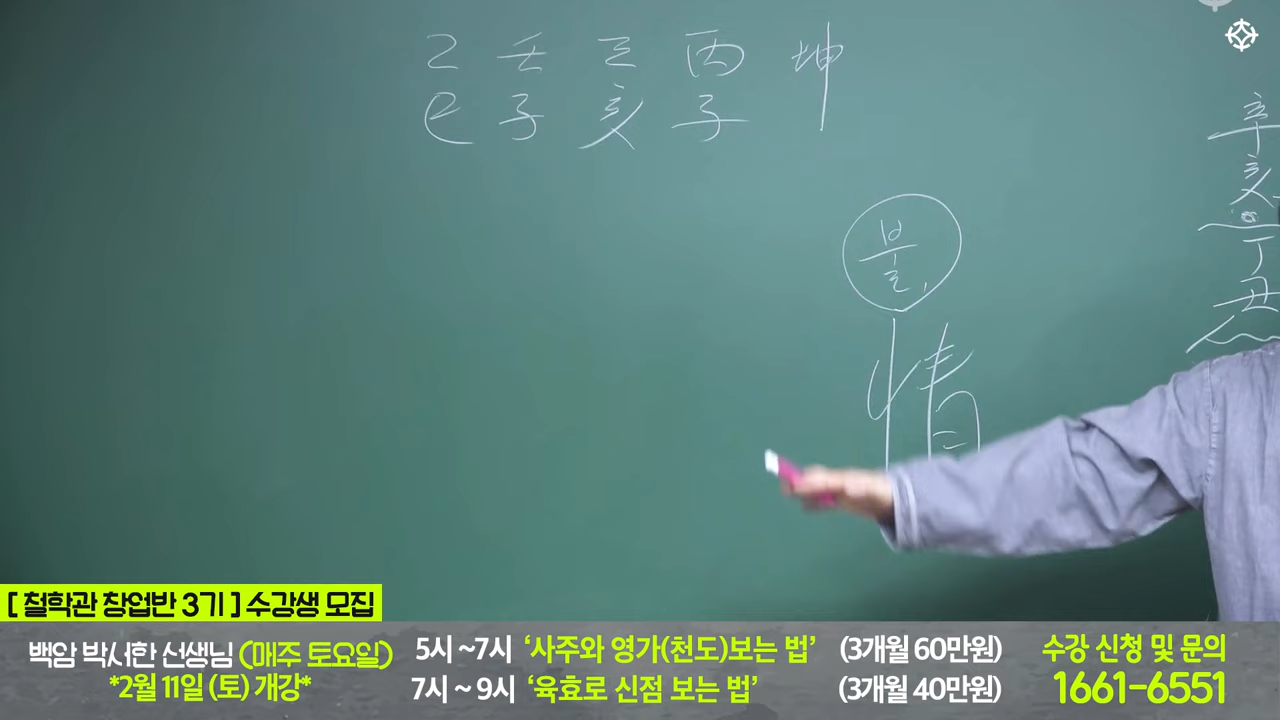 乙 壬 己 丙 坤
巳 子 亥 子
불
情
辛
亥
丁
丑
[ 철학관 창업반 3기 ] 수강생 모집
백암 박시한 선생님 (매주 토요일)
*2월 11일 (토) 개강*
5시 ~7시 ‘사주와 영가(천도)보는 법’ (3개월 60만원)
7시 ~ 9시 ‘육효로 신점 보는 법’ (3개월 40만원)
수강 신청 및 문의
1661-6551